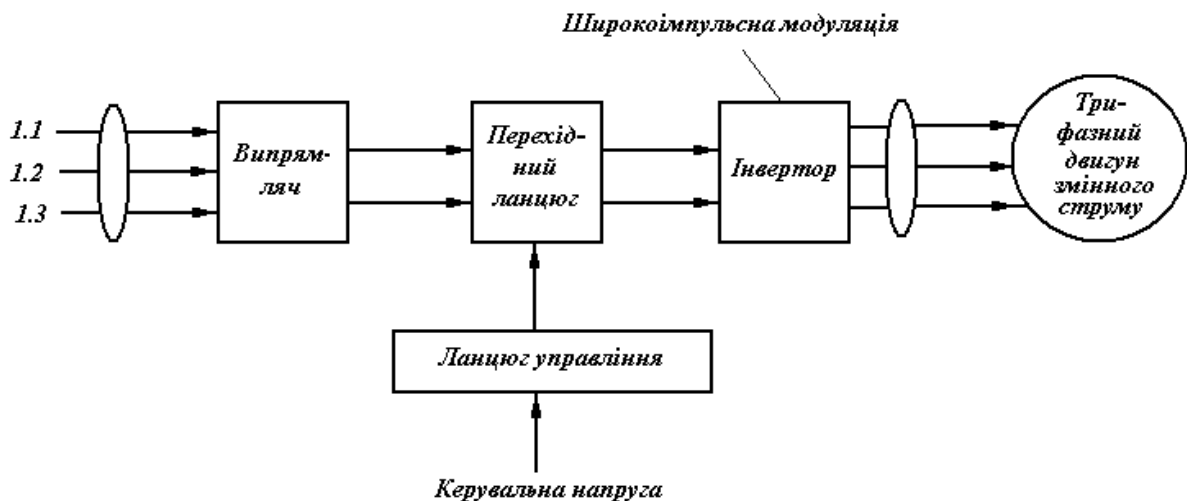 Широкоімпульсна модуляція
1.1
1.2
1.3
Випрям-
ляч
Перехід-
ний
ланцюг
Інвертор
Три-
фазний
двигун
змінного
струму
Ланцюг управління
Керувальна напруга